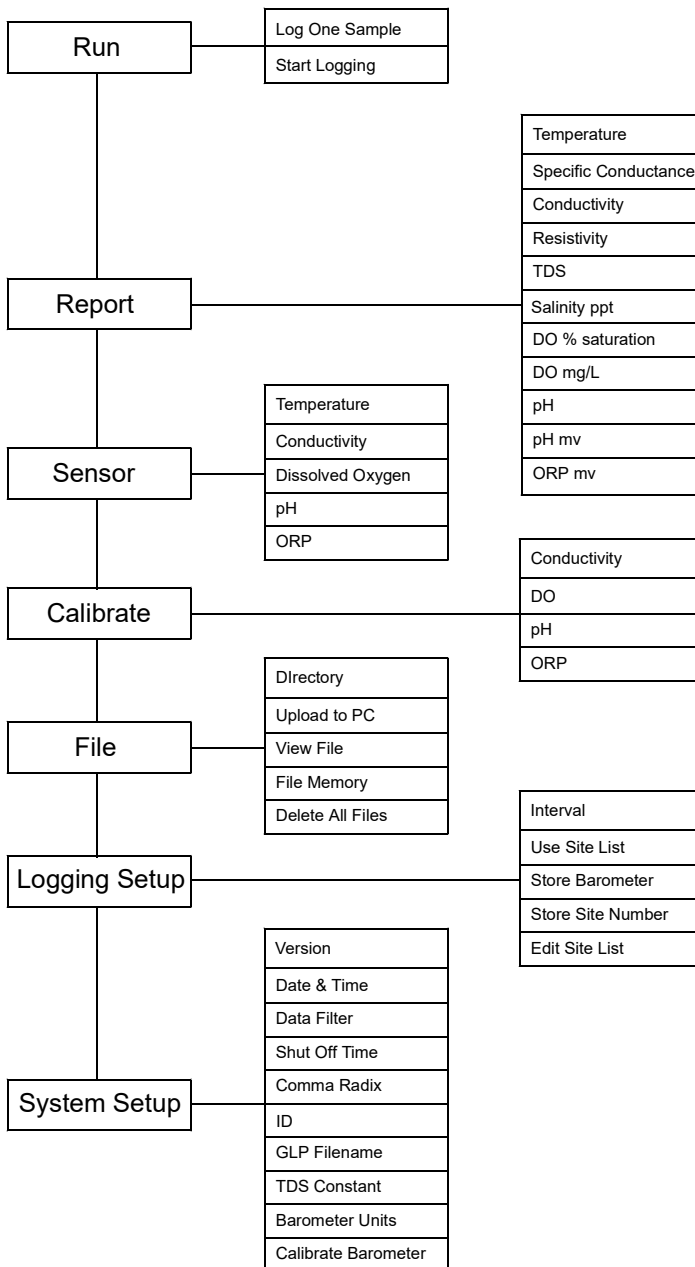 Run
Log One Sample
Start Logging
Report
Temperature
Specific Conductance
Conductivity
Resistivity
TDS
Salinity ppt
DO % saturation
DO mg/L
pH
pH mv
ORP mv
Sensor
Temperature
Conductivity
Dissolved Oxygen
pH
ORP
Calibrate
Conductivity
DO
pH
ORP
File
DIrectory
Upload to PC
View File
File Memory
Delete All Files
Logging Setup
Interval
Use Site List
Store Barometer
Store Site Number
Edit Site List
System Setup
Version
Date & Time
Data Filter
Shut Off Time
Comma Radix
ID
GLP Filename
TDS Constant
Barometer Units
Calibrate Barometer